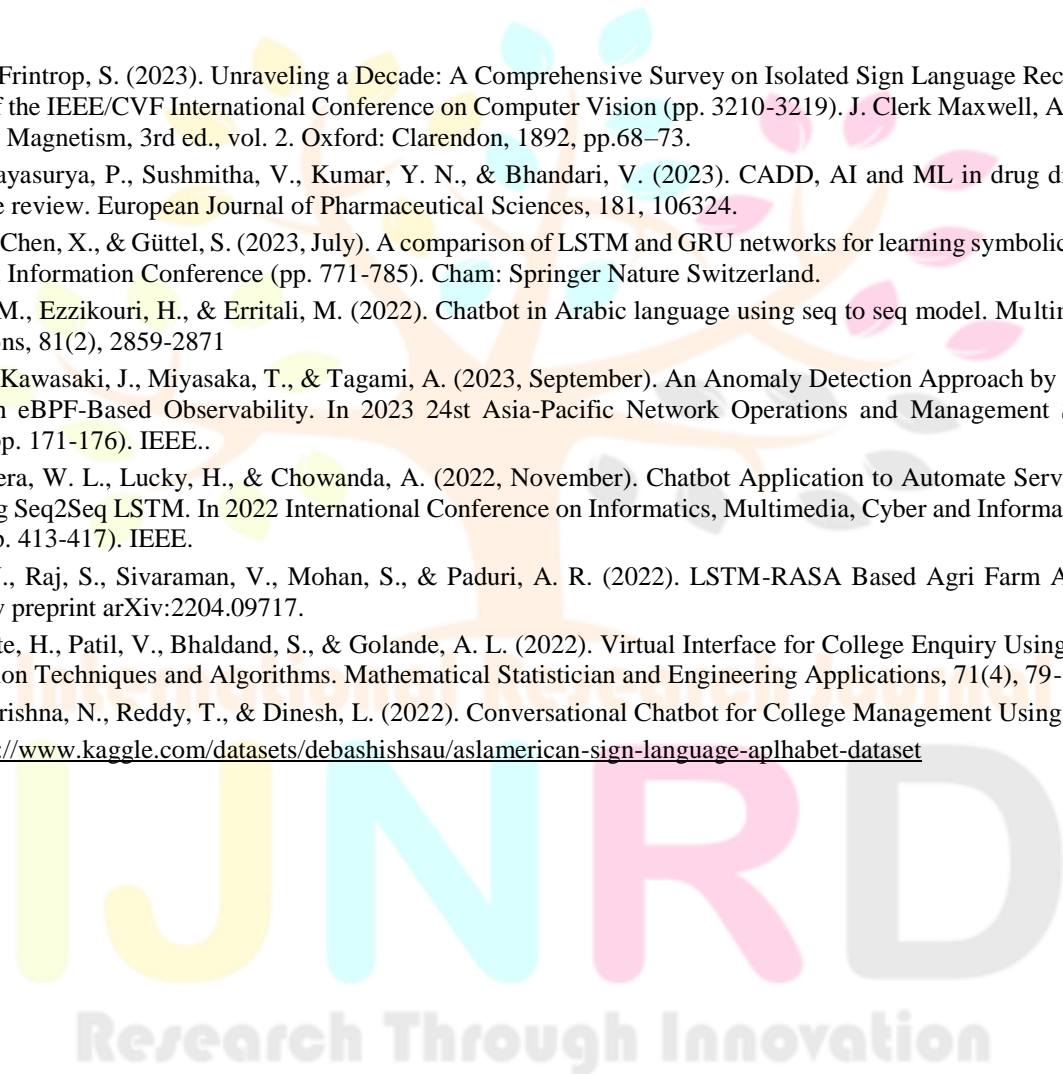 Frintrop, S. (2023). Unraveling a Decade: A Comprehensive Survey on Isolated Sign Language Rec
f the IEEE/CVF International Conference on Computer Vision (pp. 3210-3219). J. Clerk Maxwell, A
Magnetism, 3rd ed., vol. 2. Oxford: Clarendon, 1892, pp.68–73.
ayasurya, P., Sushmitha, V., Kumar, Y. N., & Bhandari, V. (2023). CADD, AI and ML in drug di
e review. European Journal of Pharmaceutical Sciences, 181, 106324.
Chen, X., & Güttel, S. (2023, July). A comparison of LSTM and GRU networks for learning symbolic
Information Conference (pp. 771-785). Cham: Springer Nature Switzerland.
M., Ezzikouri, H., & Erritali, M. (2022). Chatbot in Arabic language using seq to seq model. Multin
ons, 81(2), 2859-2871
Kawasaki, J., Miyasaka, T., & Tagami, A. (2023, September). An Anomaly Detection Approach by
n eBPF-Based Observability. In 2023 24st Asia-Pacific Network Operations and Management
pp. 171-176). IEEE..
era, W. L., Lucky, H., & Chowanda, A. (2022, November). Chatbot Application to Automate Serv
g Seq2Seq LSTM. In 2022 International Conference on Informatics, Multimedia, Cyber and Informa
p. 413-417). IEEE.
., Raj, S., Sivaraman, V., Mohan, S., & Paduri, A. R. (2022). LSTM-RASA Based Agri Farm A
v preprint arXiv:2204.09717.
te, H., Patil, V., Bhaldand, S., & Golande, A. L. (2022). Virtual Interface for College Enquiry Using
ion Techniques and Algorithms. Mathematical Statistician and Engineering Applications, 71(4), 79-
International Research Journal
rishna, N., Reddy, T., & Dinesh, L. (2022). Conversational Chatbot for College Management Using
://www.kaggle.com/datasets/debashishsau/aslamerican-sign-language-aplhabet-dataset
IJNRD
Research Through Innovation